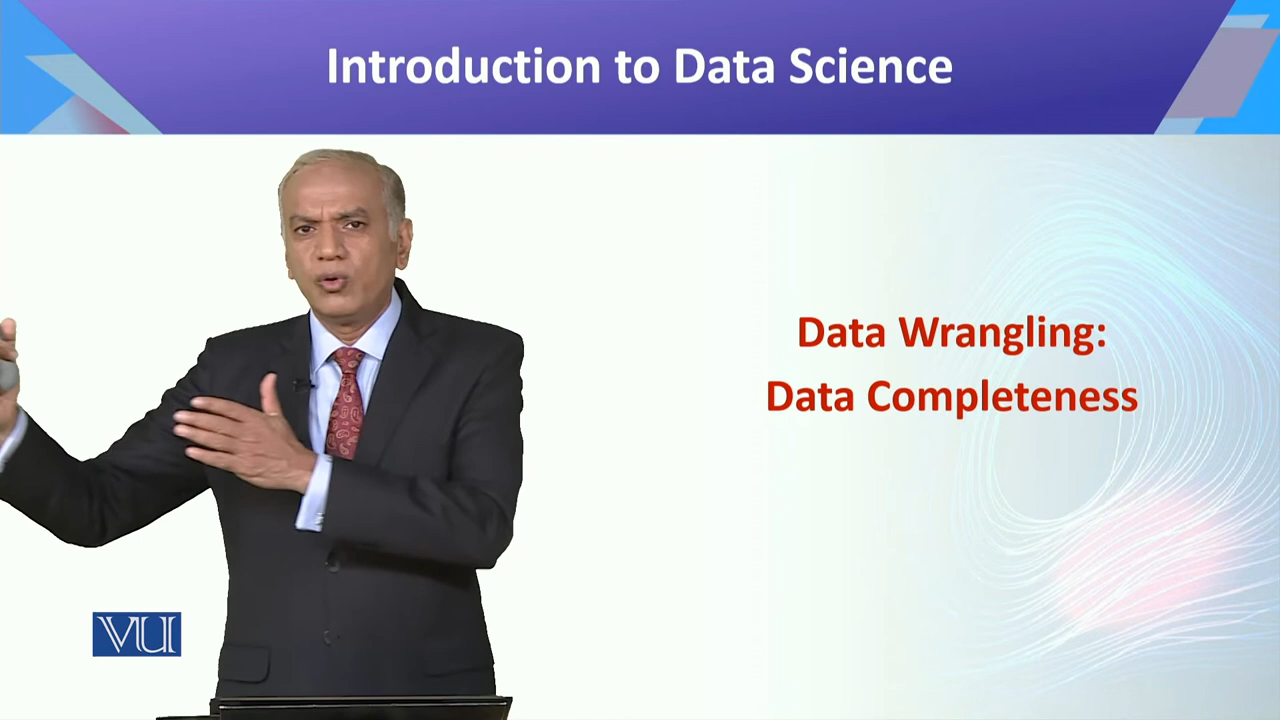 Introduction to Data Science
Data Wrangling:
Data Completeness
VU